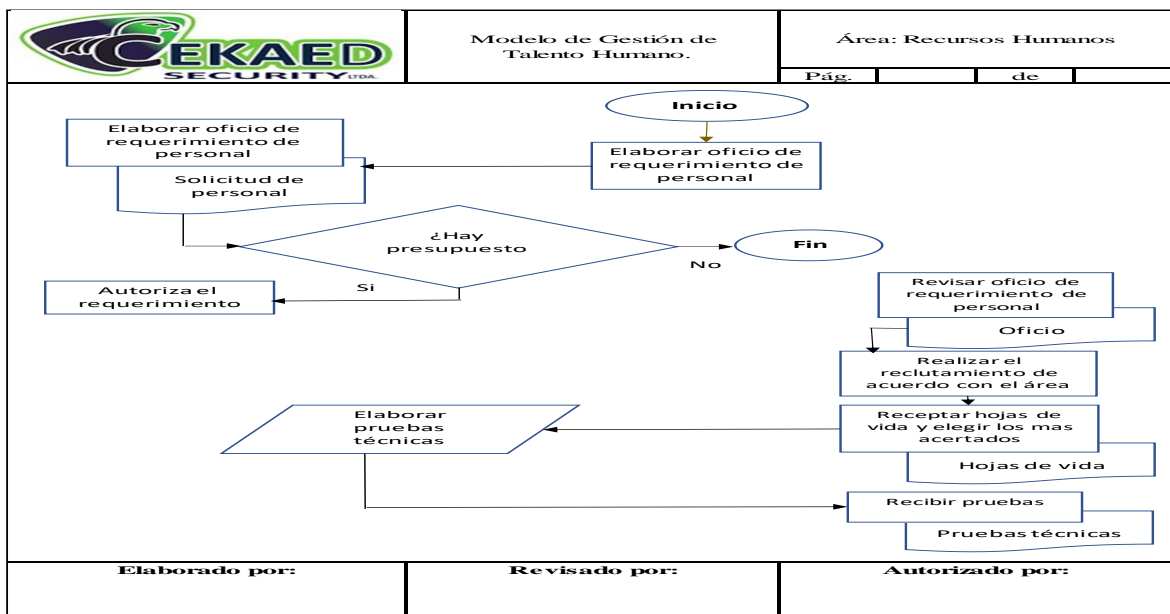 CEKAED
SECURITY LTDA.
Modelo de Gestión de
Talento Humano.
Área: Recursos Humanos
Pág. de
Inicio
Elaborar oficio de
requerimiento de
personal
Solicitud de
personal
Elaborar oficio de
requerimiento de
personal
¿Hay
presupuesto
No
Fin
Si
Autoriza el
requerimiento
Revisar oficio de
requerimiento de
personal
Oficio
Realizar el
reclutamiento de
acuerdo con el área
Receptar hojas de
vida y elegir los mas
acertados
Hojas de vida
Elaborar
pruebas
técnicas
Recibir pruebas
Pruebas técnicas
Elaborado por:
Revisado por:
Autorizado por: